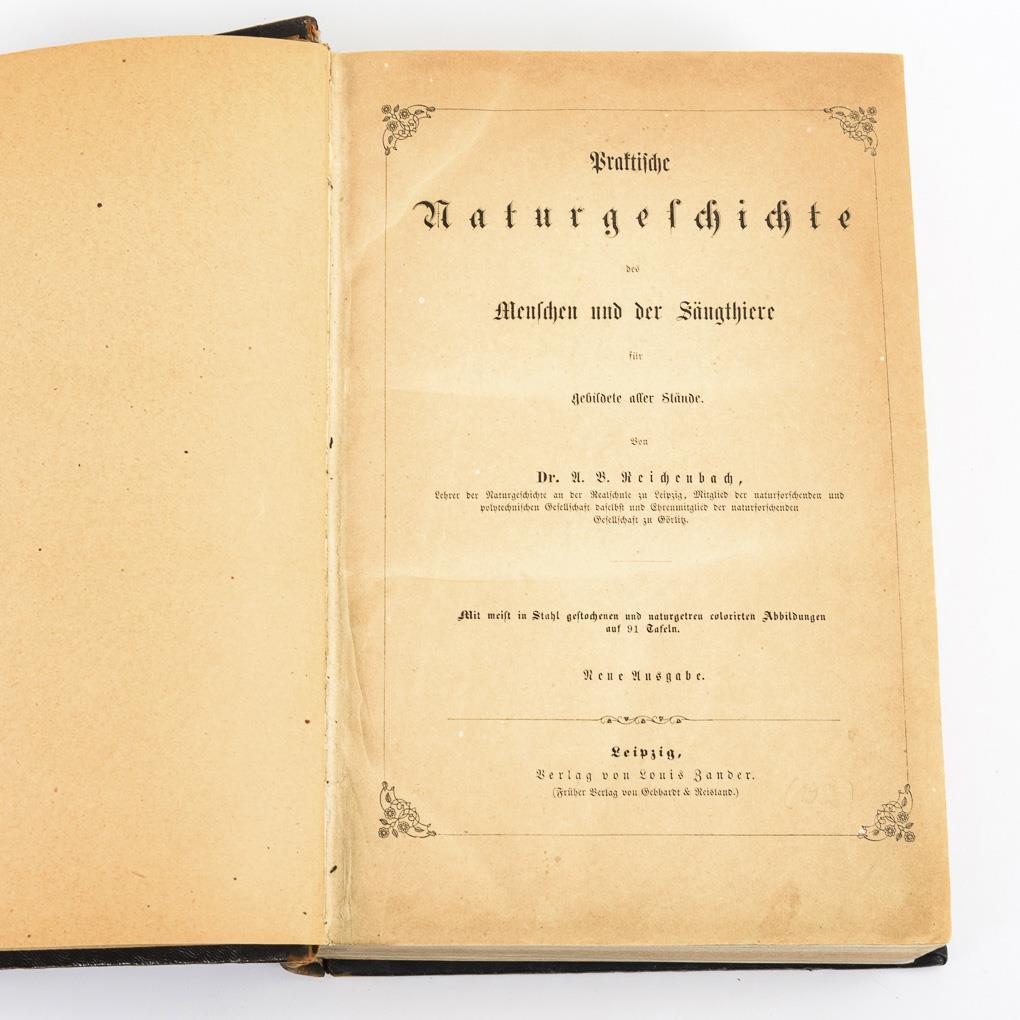 Praktische
Naturgeschichte
des
Menschen und der Säugthiere
für
Gebildete aller Stände.
Von
Dr. A. B. Reichenbach,
Lehrer der Naturgeschichte an der Realschule zu Leipzig, Mitglied der naturforschenden und
polytechnischen Gesellschaft daselbst und Ehrenmitglied der naturforschenden
Gesellschaft zu Görlitz.
Mit meist in Stahl gestochenen und naturgetreu colorirten Abbildungen
auf 91 Tafeln.
Neue Ausgabe.
Leipzig,
Verlag von Louis Zander.
(Früher Verlag von Gebhardt & Reisland.)